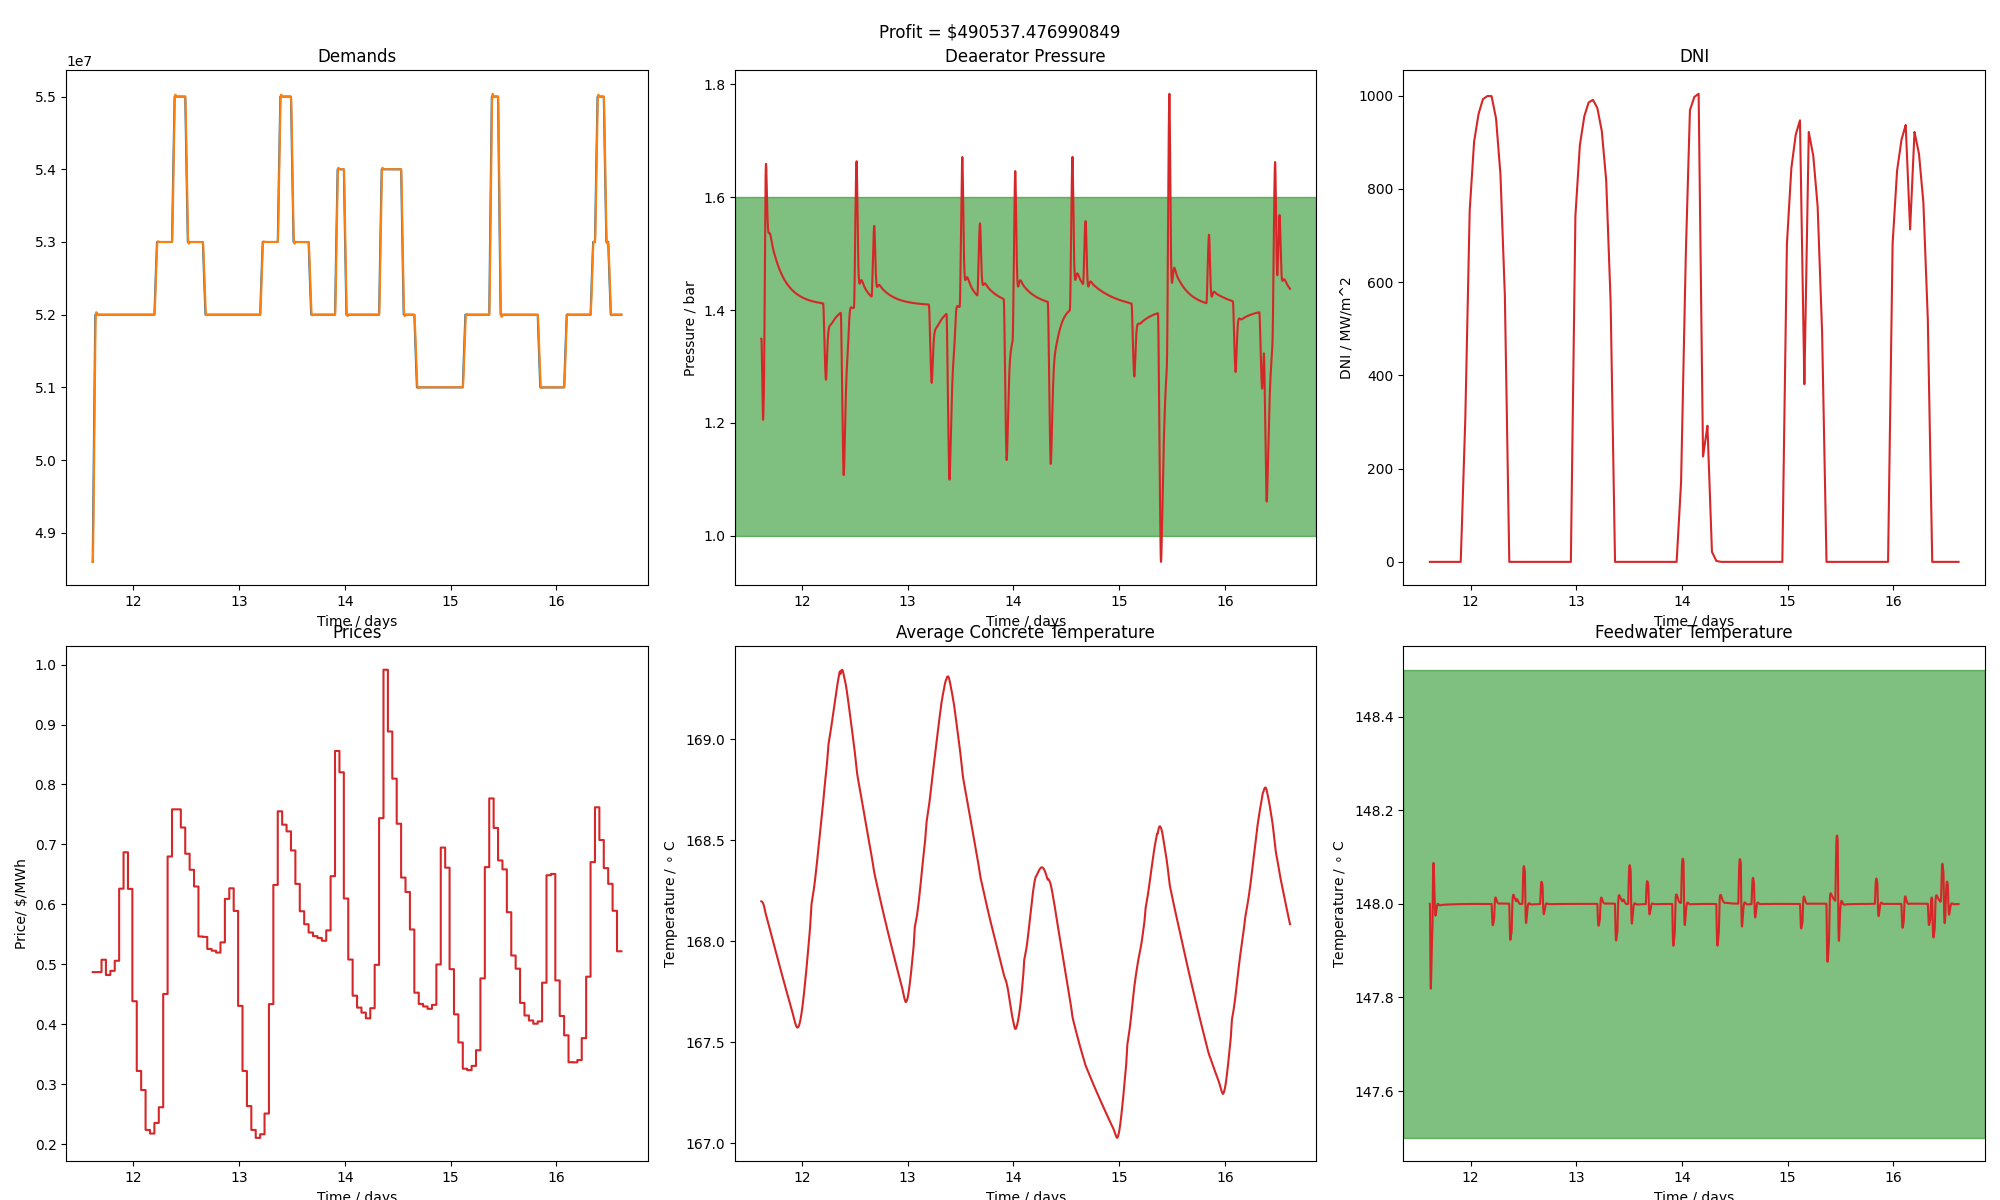 Profit = $490537.476990849
Demands
1e7
5.5
5.4
5.3
5.2
5.1
5.0
4.9
12 13 14 15 16
Time / days
Deaerator Pressure
Pressure / bar
1.8
1.6
1.4
1.2
1.0
12 13 14 15 16
Time / days
DNI
DNI / MW/m^2
1000
800
600
400
200
0
12 13 14 15 16
Time / days
Prices
Price/ $/MWh
1.0
0.9
0.8
0.7
0.6
0.5
0.4
0.3
0.2
12 13 14 15 16
Time / days
Average Concrete Temperature
Temperature / ∘ C
169.0
168.5
168.0
167.5
167.0
12 13 14 15 16
Time / days
Feedwater Temperature
Temperature / ∘ C
148.4
148.2
148.0
147.8
147.6
12 13 14 15 16
Time / days